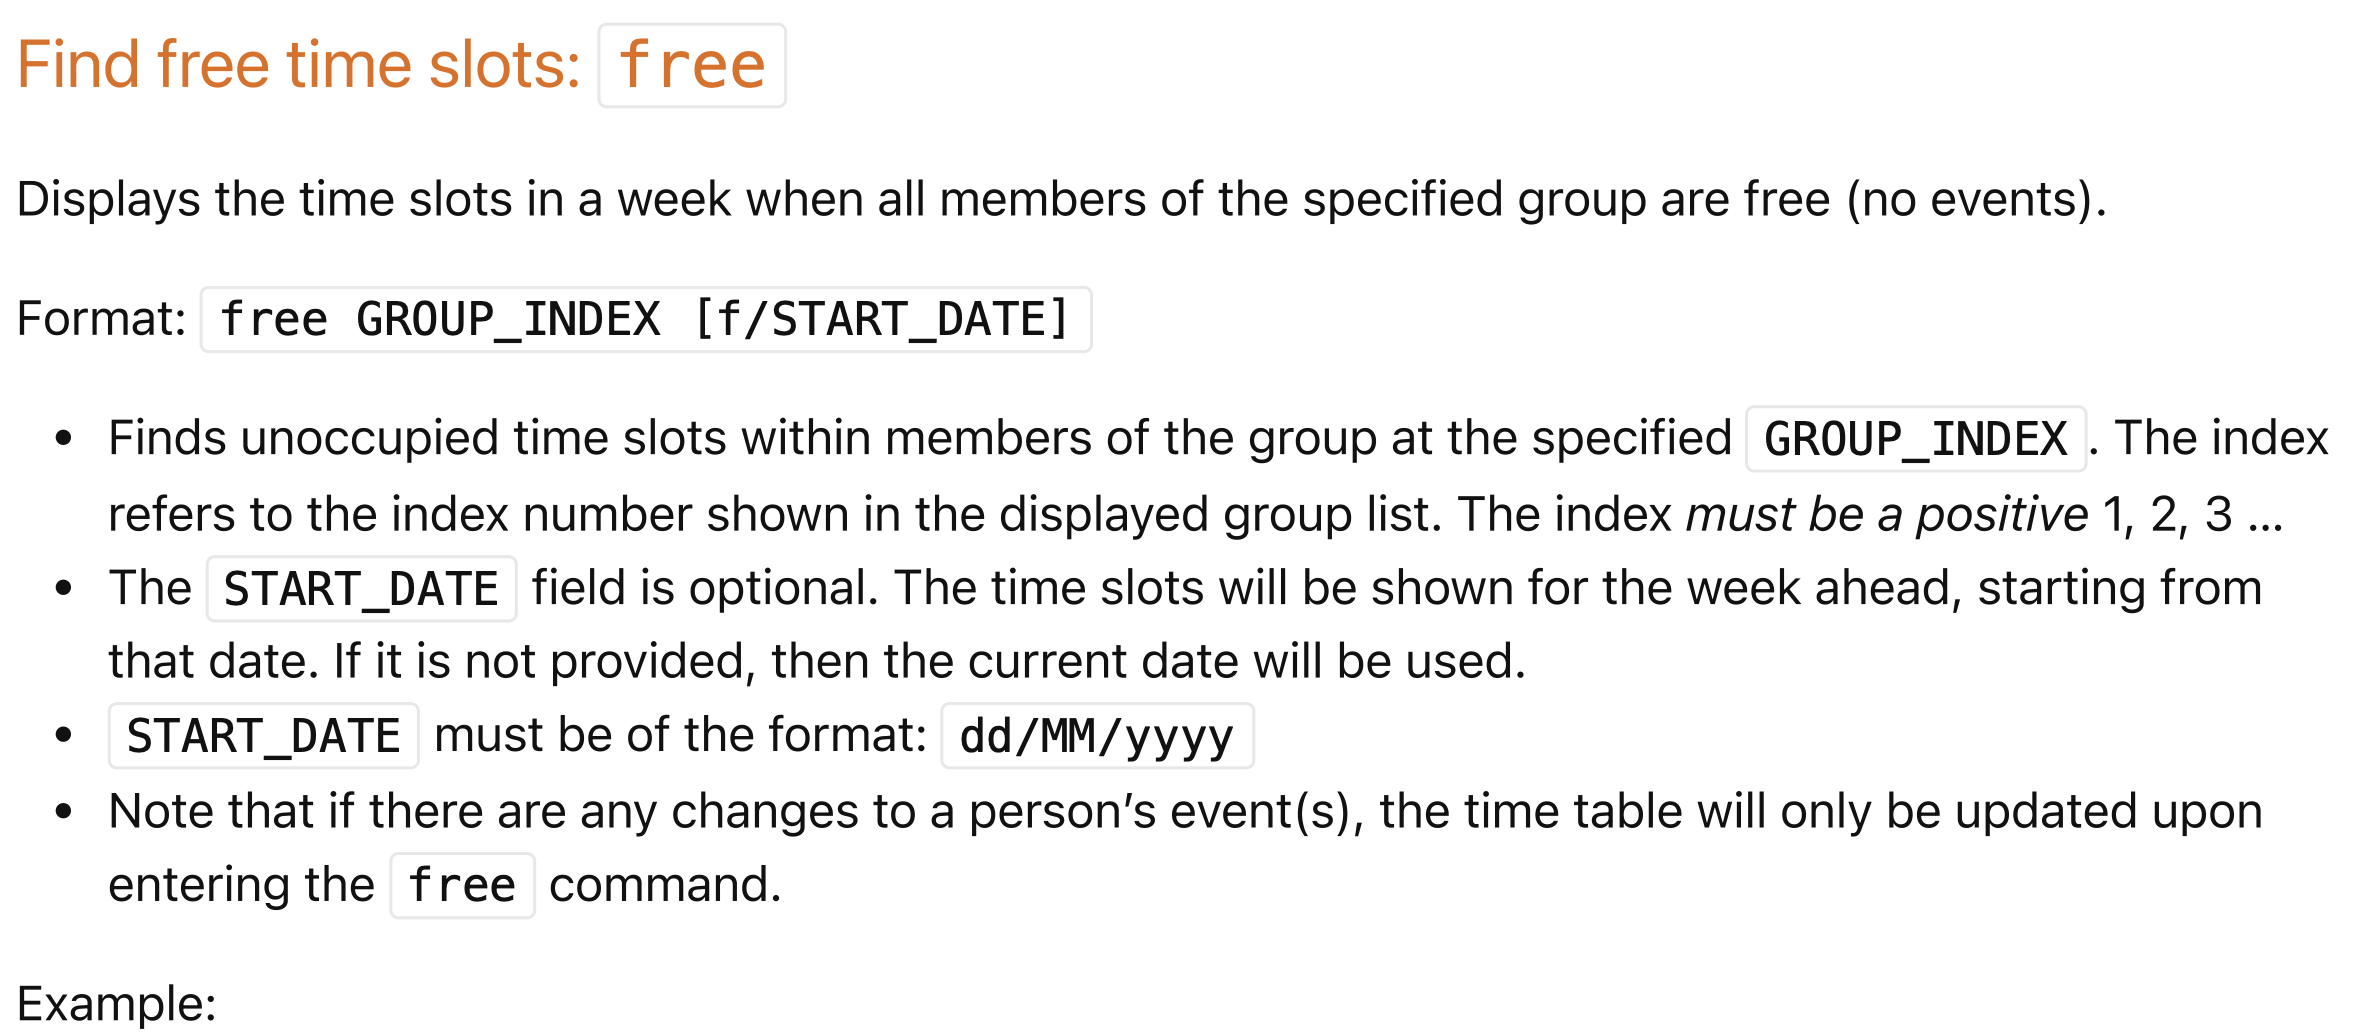 Find free time slots: free
Displays the time slots in a week when all members of the specified group are free (no events).
Format: free GROUP_INDEX [f/START_DATE]
• Finds unoccupied time slots within members of the group at the specified GROUP_INDEX. The index
refers to the index number shown in the displayed group list. The index must be a positive 1, 2, 3 ...
• The START_DATE field is optional. The time slots will be shown for the week ahead, starting from
that date. If it is not provided, then the current date will be used.
• START_DATE must be of the format: dd/MM/yyyy
• Note that if there are any changes to a person’s event(s), the time table will only be updated upon
entering the free command.
Example: